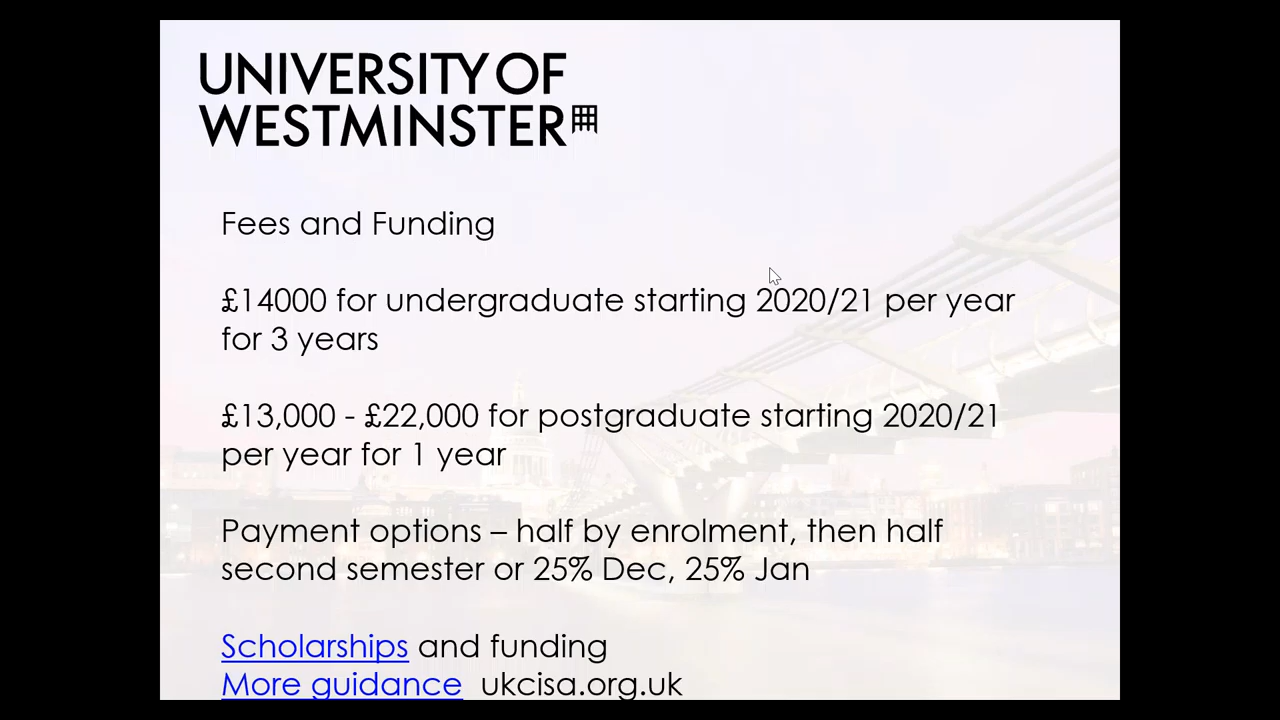 UNIVERSITY OF
WESTMINSTER
Fees and Funding
£14000 for undergraduate starting 2020/21 per year
for 3 years
£13,000 - £22,000 for postgraduate starting 2020/21
per year for 1 year
Payment options – half by enrolment, then half
second semester or 25% Dec, 25% Jan
Scholarships and funding
More guidance ukcisa.org.uk